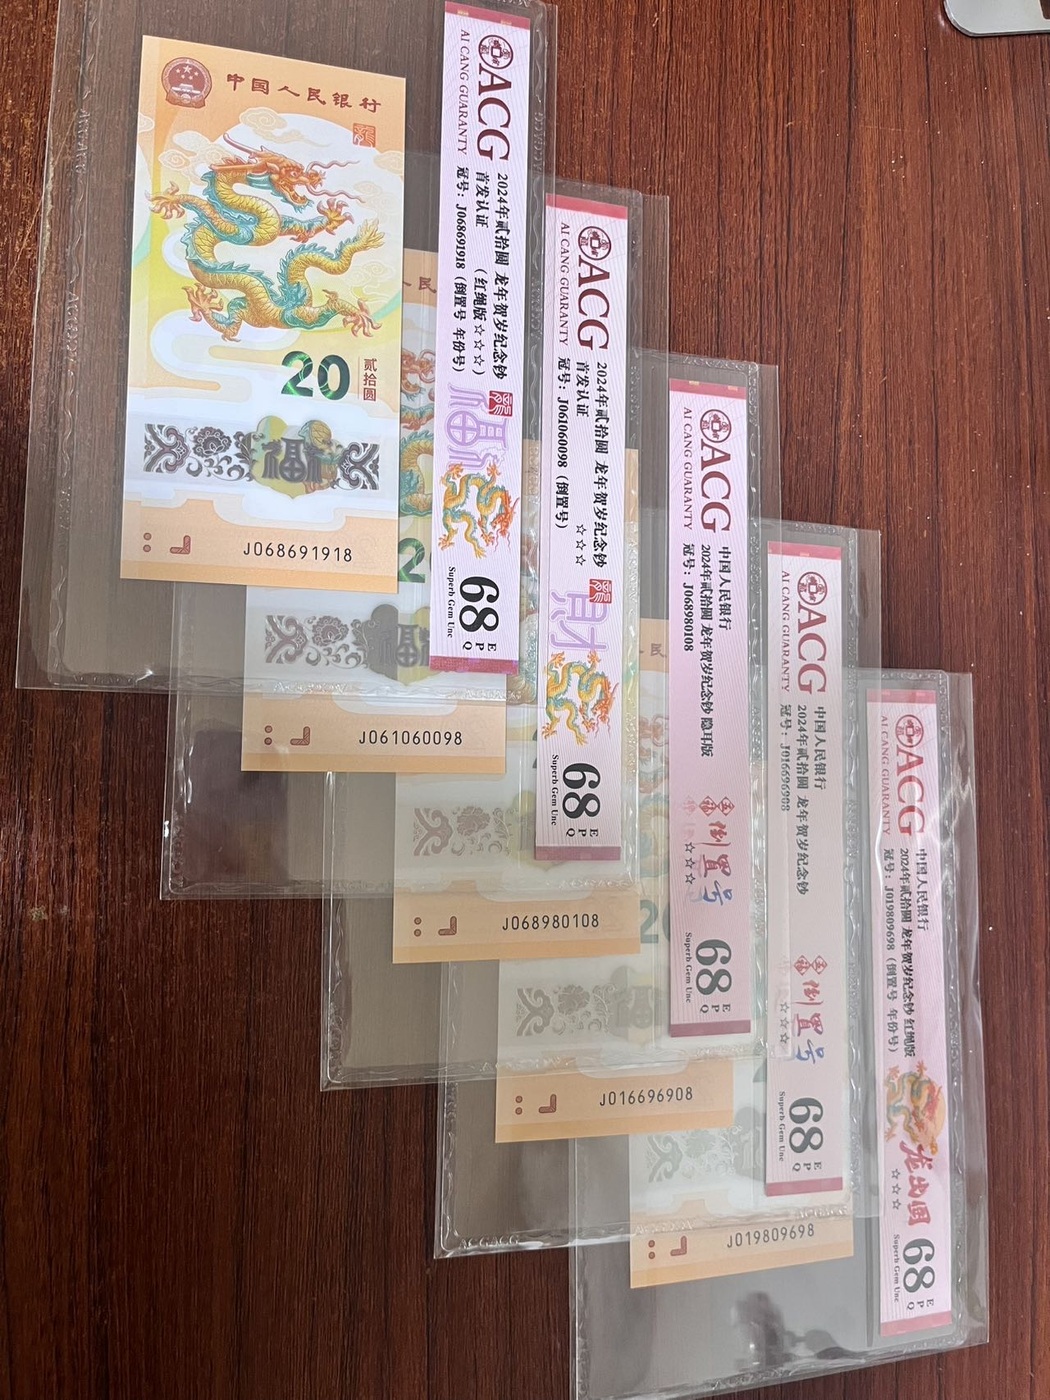 中国人民银行
20
贰拾圆
福
J068691918
ACG
AI CANG GUARANTY
2024年贰拾圆 龙年贺岁纪念钞
首发认证 (红绳版☆☆☆)
冠号: J068691918 (倒置号 年份号)
福
68 EPQ
Superb Gem Unc
J061060098
ACG
AI CANG GUARANTY
2024年贰拾圆 龙年贺岁纪念钞
首发认证 ☆☆☆
冠号: J061060098 (倒置号)
財
68 EPQ
Superb Gem Unc
J068980108
ACG
AI CANG GUARANTY
中国人民银行
2024年贰拾圆 龙年贺岁纪念钞 隐耳版
冠号: J068980108
倒置号
☆☆☆
68 EPQ
Superb Gem Unc
J016696908
ACG
AI CANG GUARANTY
中国人民银行
2024年贰拾圆 龙年贺岁纪念钞
冠号: J016696908
倒置号
☆☆☆
68 EPQ
Superb Gem Unc
J019809698
ACG
AI CANG GUARANTY
中国人民银行
2024年贰拾圆 龙年贺岁纪念钞 红绳版
冠号: J019809698 (倒置号 年份号)
☆☆☆
68 EPQ
Superb Gem Unc
ACGACG